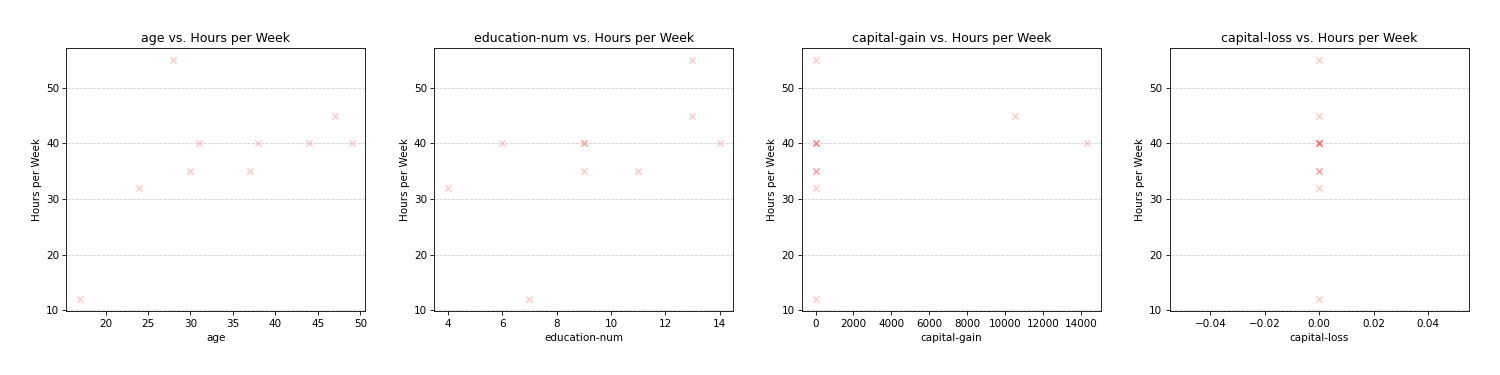 age vs. Hours per Week
Hours per Week
50
40
30
20
10
20 25 30 35 40 45 50
age
education-num vs. Hours per Week
Hours per Week
50
40
30
20
10
4 6 8 10 12 14
education-num
capital-gain vs. Hours per Week
Hours per Week
50
40
30
20
10
0 2000 4000 6000 8000 10000 12000 14000
capital-gain
capital-loss vs. Hours per Week
Hours per Week
50
40
30
20
10
−0.04 −0.02 0.00 0.02 0.04
capital-loss